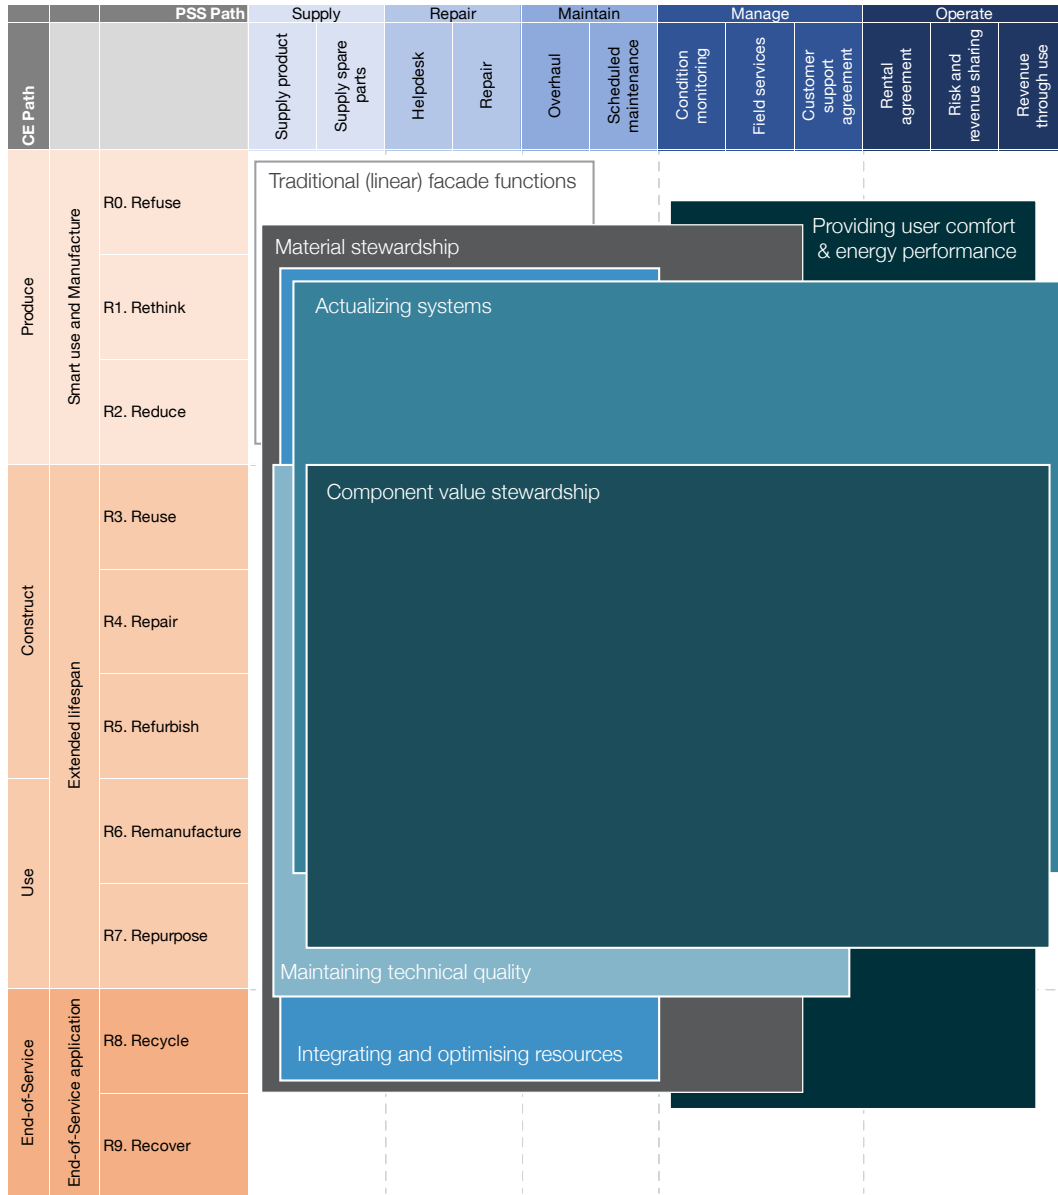 PSS Path
Supply
Repair
Maintain
Manage
Operate
CE Path
Supply product
Supply spare
parts
Helpdesk
Repair
Overhaul
Scheduled
maintenance
Condition
monitoring
Field services
Customer
support
agreement
Rental
agreement
Risk and
revenue sharing
Revenue
through use
Produce
Smart use and Manufacture
R0. Refuse
R1. Rethink
R2. Reduce
Construct
Extended lifespan
R3. Reuse
R4. Repair
R5. Refurbish
Use
R6. Remanufacture
R7. Repurpose
End-of-Service
End-of-Service application
R8. Recycle
R9. Recover
Traditional (linear) facade functions
Providing user comfort
& energy performance
Material stewardship
Actualizing systems
Component value stewardship
Maintaining technical quality
Integrating and optimising resources